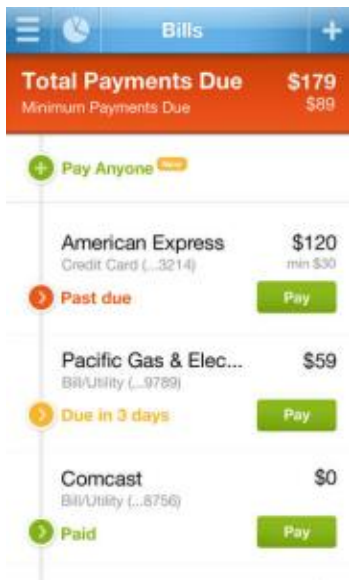 Bills
Total Payments Due $179
Minimum Payments Due $89
Pay Anyone New
American Express $120
Credit Card (...3214) min $30
Past due Pay
Pacific Gas & Elec... $59
Bill/Utility (...9789)
Due in 3 days Pay
Comcast $0
Bill/Utility (...8756)
Paid Pay